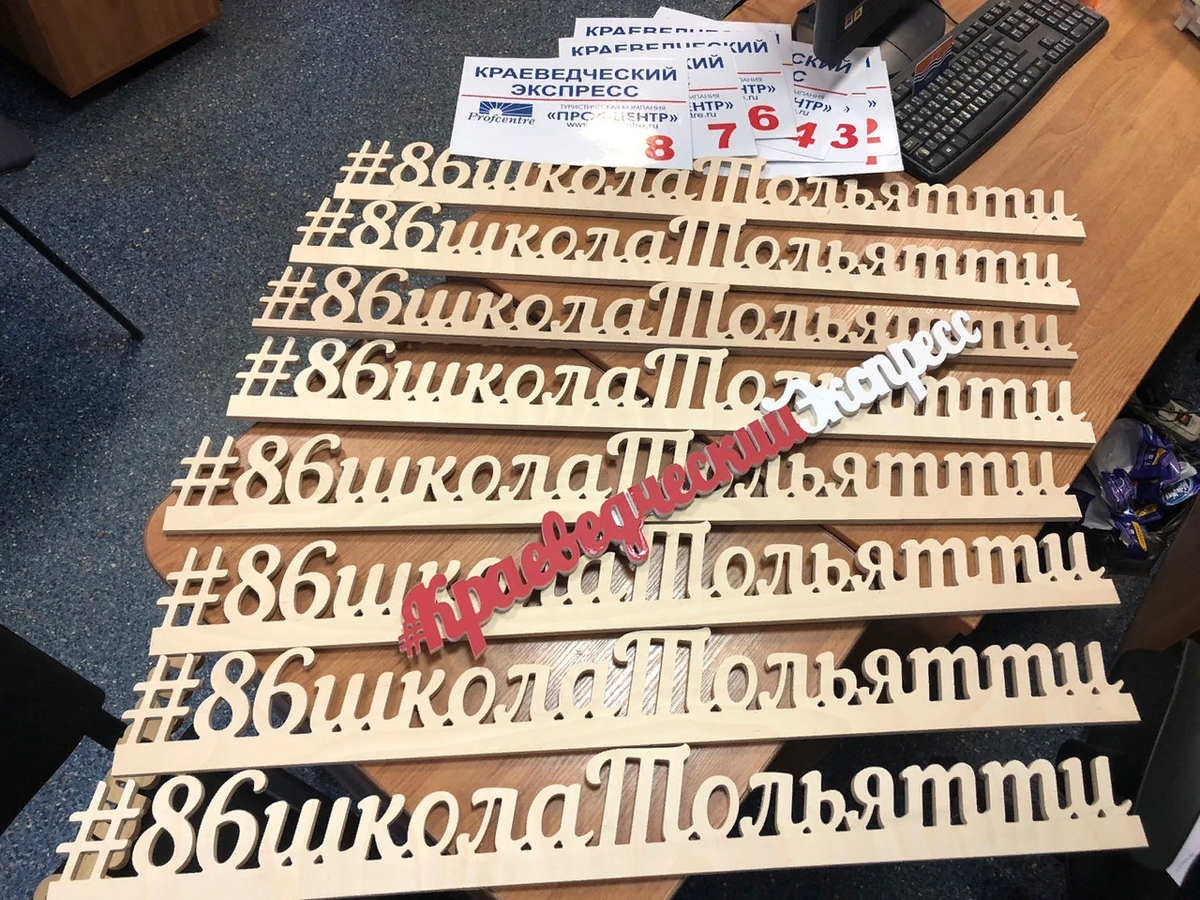 КРАЕВЕДЧЕСКИЙ
КРАЕВЕДЧЕСКИЙ
КРАЕВЕДЧЕСКИЙ
ЭКСПРЕСС
ТУРИСТИЧЕСКАЯ КОМПАНИЯ
Profcentre
«ПРОФ-ЦЕНТР»
8
7
6
4
3
2
#86школаТольятти
#86школаТольятти
#86школаТольятти
#86школаТольятти
#86школаТольятти
#86школаТольятти
#86школаТольятти
#86школаТольятти
#КраеведческийЭкспресс